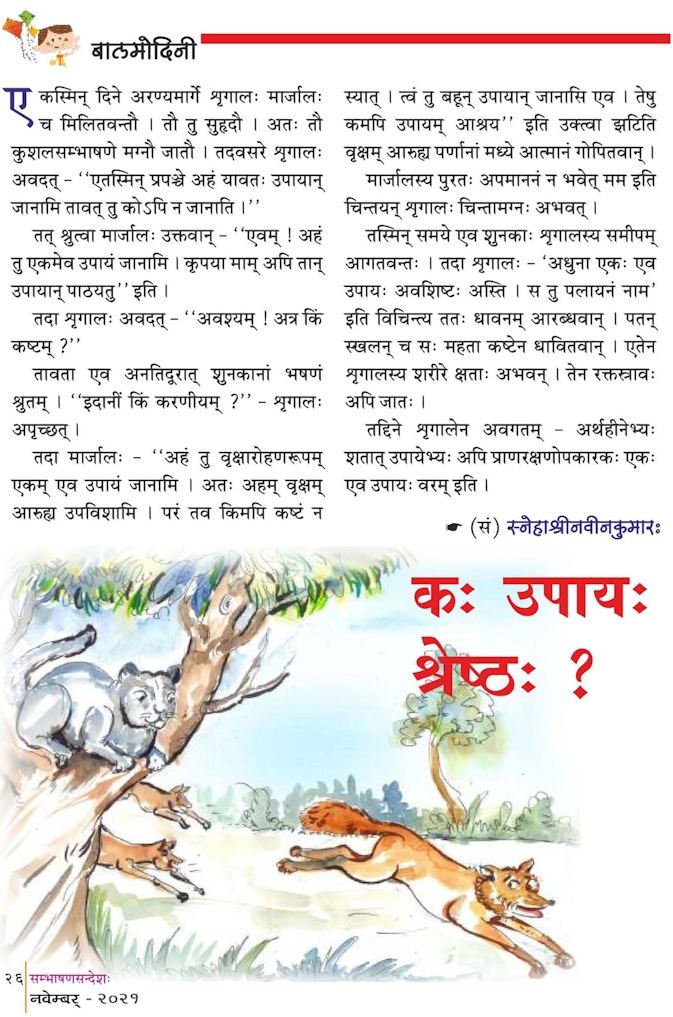 बालमोदिनी
एकस्मिन् दिने अरण्यमार्गे शृगालः मार्जालः
च मिलितवन्तौ । तौ तु सुहृदौ । अतः तौ
कुशलसम्भाषणे मग्नौ जातौ । तदवसरे शृगालः
अवदत् – ‘‘एतस्मिन् प्रपञ्चे अहं यावतः उपायान्
जानामि तावत् तु कोऽपि न जानाति ।’’
तत् श्रुत्वा मार्जालः उक्तवान् – ‘‘एवम् ! अहं
तु एकमेव उपायं जानामि । कृपया माम् अपि तान्
उपायान् पाठयतु’’ इति ।
तदा शृगालः अवदत् – ‘‘अवश्यम् ! अत्र किं
कष्टम् ?’’
तावता एव अनतिदूरात् शुनकानां भषणं
श्रुतम् । ‘‘इदानीं किं करणीयम् ?’’ – शृगालः
अपृच्छत् ।
तदा मार्जालः – ‘‘अहं तु वृक्षारोहणरूपम्
एकम् एव उपायं जानामि । अतः अहम् वृक्षम्
आरुह्य उपविशामि । परं तव किमपि कष्टं न
स्यात् । त्वं तु बहून् उपायान् जानासि एव । तेषु
कमपि उपायम् आश्रय’’ इति उक्त्वा झटिति
वृक्षम् आरुह्य पर्णानां मध्ये आत्मानं गोपितवान् ।
मार्जालस्य पुरतः अपमाननं न भवेत् मम इति
चिन्तयन् शृगालः चिन्तामग्नः अभवत् ।
तस्मिन् समये एव शुनकाः शृगालस्य समीपम्
आगतवन्तः । तदा शृगालः – ‘अधुना एकः एव
उपायः अवशिष्टः अस्ति । स तु पलायनं नाम’
इति विचिन्त्य ततः धावनम् आरब्धवान् । पतन्
स्खलन् च सः महता कष्टेन धावितवान् । एतेन
शृगालस्य शरीरे क्षताः अभवन् । तेन रक्तस्त्रावः
अपि जातः ।
तद्दिने शृगालेन अवगतम् – अर्थहीनेभ्यः
शतात् उपायेभ्यः अपि प्राणरक्षणोपकारकः एकः
एव उपायः वरम् इति ।
☛ (सं) स्नेहाश्रीनवीनकुमारः
कः उपायः
श्रेष्ठः ?
२६ सम्भाषणसन्देशः
नवेम्बर् - २०२१